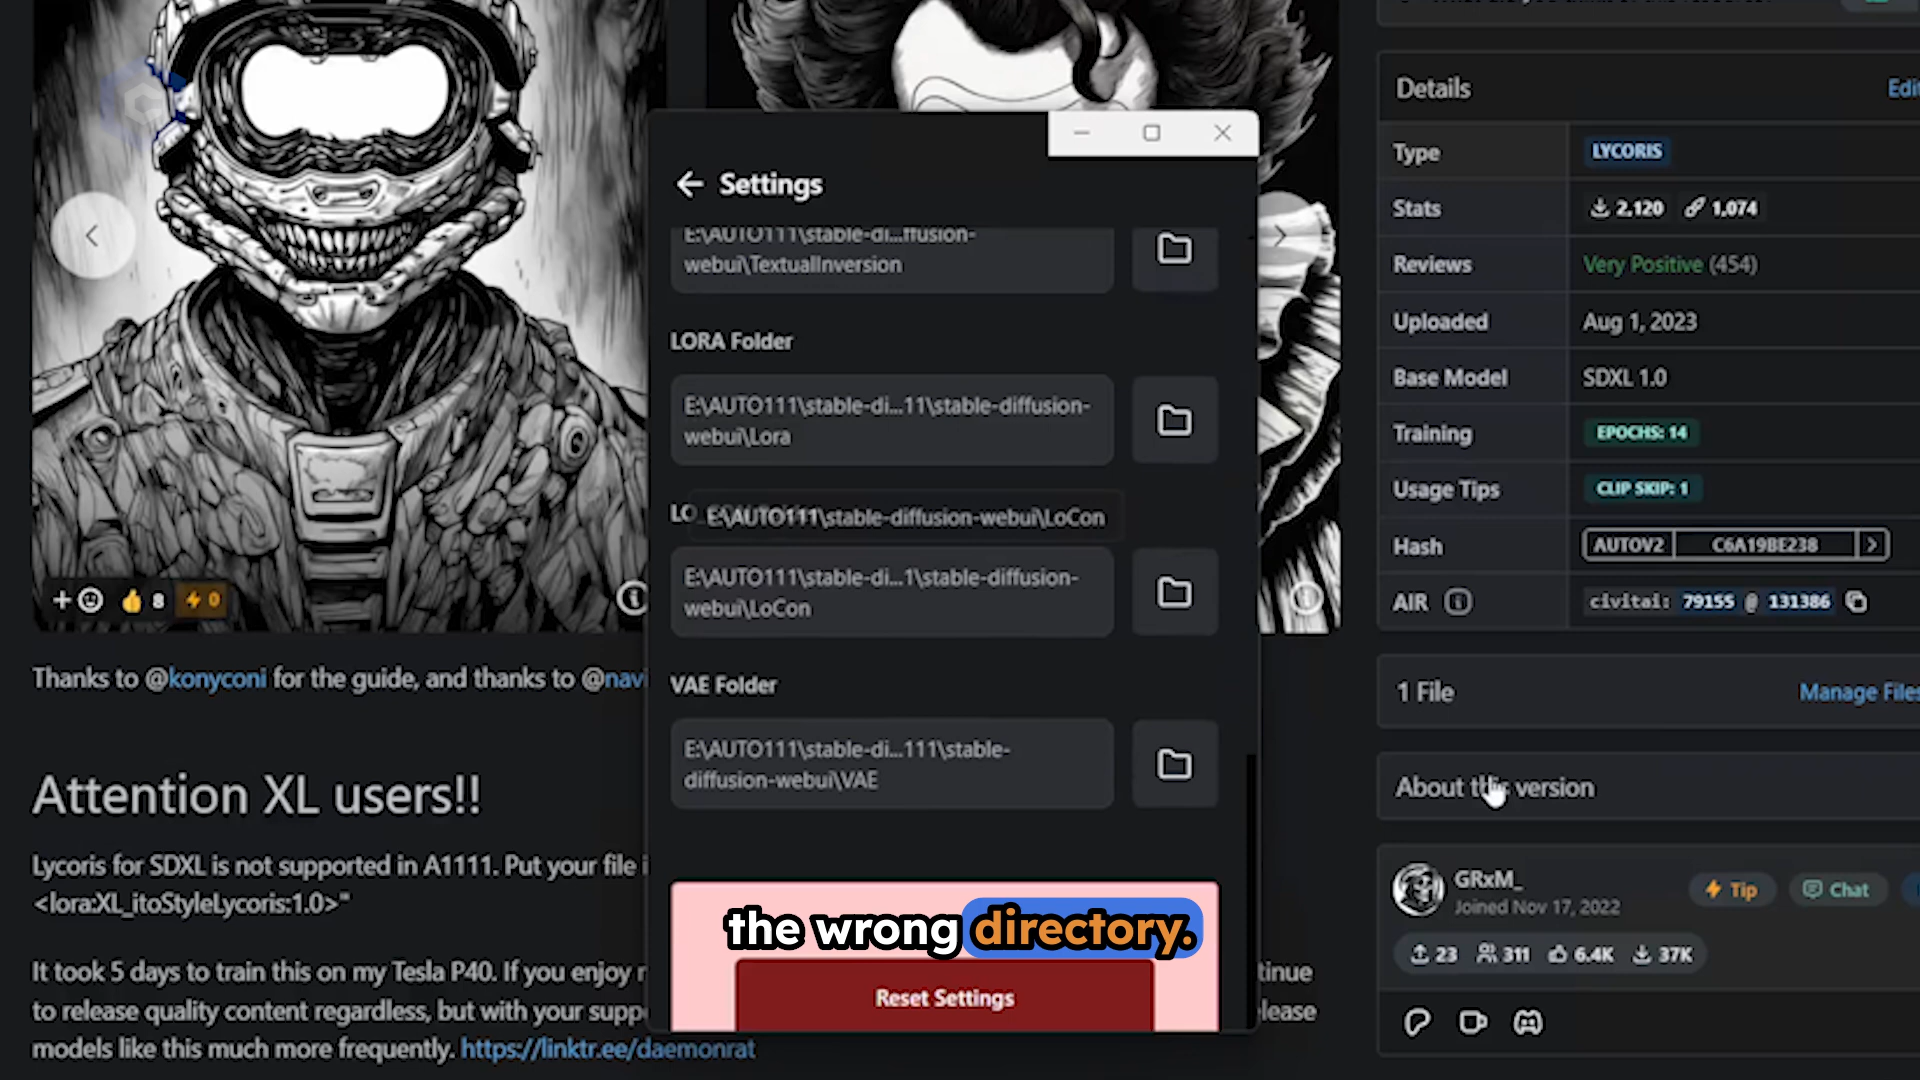 Details
Edit
Type
LYCORIS
Stats
2,120
1,074
Reviews
Very Positive (454)
Uploaded
Aug 1, 2023
Base Model
SDXL 1.0
Training
EPOCHS: 14
Usage Tips
CLIP SKIP: 1
Hash
AUTOV2
C6A19BE238
AIR
civitai: 79155 @ 131386
1 File
Manage Files
About this version
GRxM_
Joined Nov 17, 2022
Tip
Chat
23
311
6.4K
37K
Settings
E:\AUTO111\stable-di...ffusion-
webui\TextualInversion
LORA Folder
E:\AUTO111\stable-di...11\stable-diffusion-
webui\Lora
LO
E:\AUTO111\stable-diffusion-webui\LoCon
E:\AUTO111\stable-di...1\stable-diffusion-
webui\LoCon
VAE Folder
E:\AUTO111\stable-di...111\stable-
diffusion-webui\VAE
the wrong directory.
Reset Settings
8
0
Thanks to @konyconi for the guide, and thanks to @navi
Attention XL users!!
Lycoris for SDXL is not supported in A1111. Put your file i
<lora:XL_itoStyleLycoris:1.0>"
It took 5 days to train this on my Tesla P40. If you enjoy
tinue
to release quality content regardless, but with your supp
lease
models like this much more frequently. https://linktr.ee/daemonrat